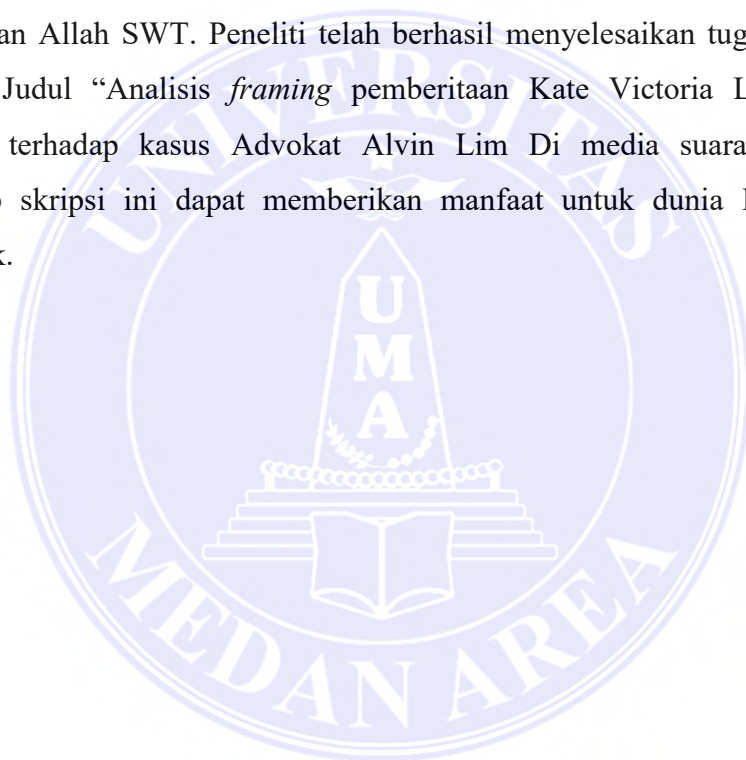 an Allah SWT. Peneliti telah berhasil menyelesaikan tug
Judul “Analisis framing pemberitaan Kate Victoria L
terhadap kasus Advokat Alvin Lim Di media suara
skripsi ini dapat memberikan manfaat untuk dunia
k.
UNIVERSITAS
UMA
MEDAN AREA